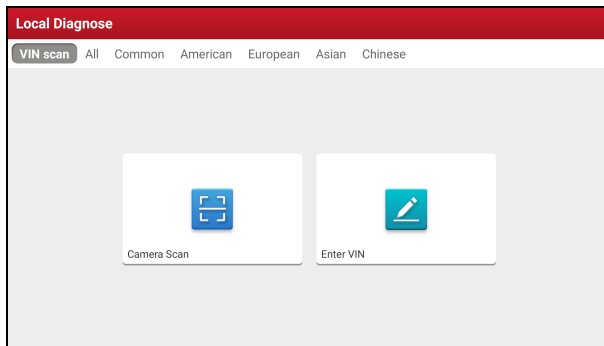 Local Diagnose
VIN scan All Common American European Asian Chinese
Camera Scan Enter VIN